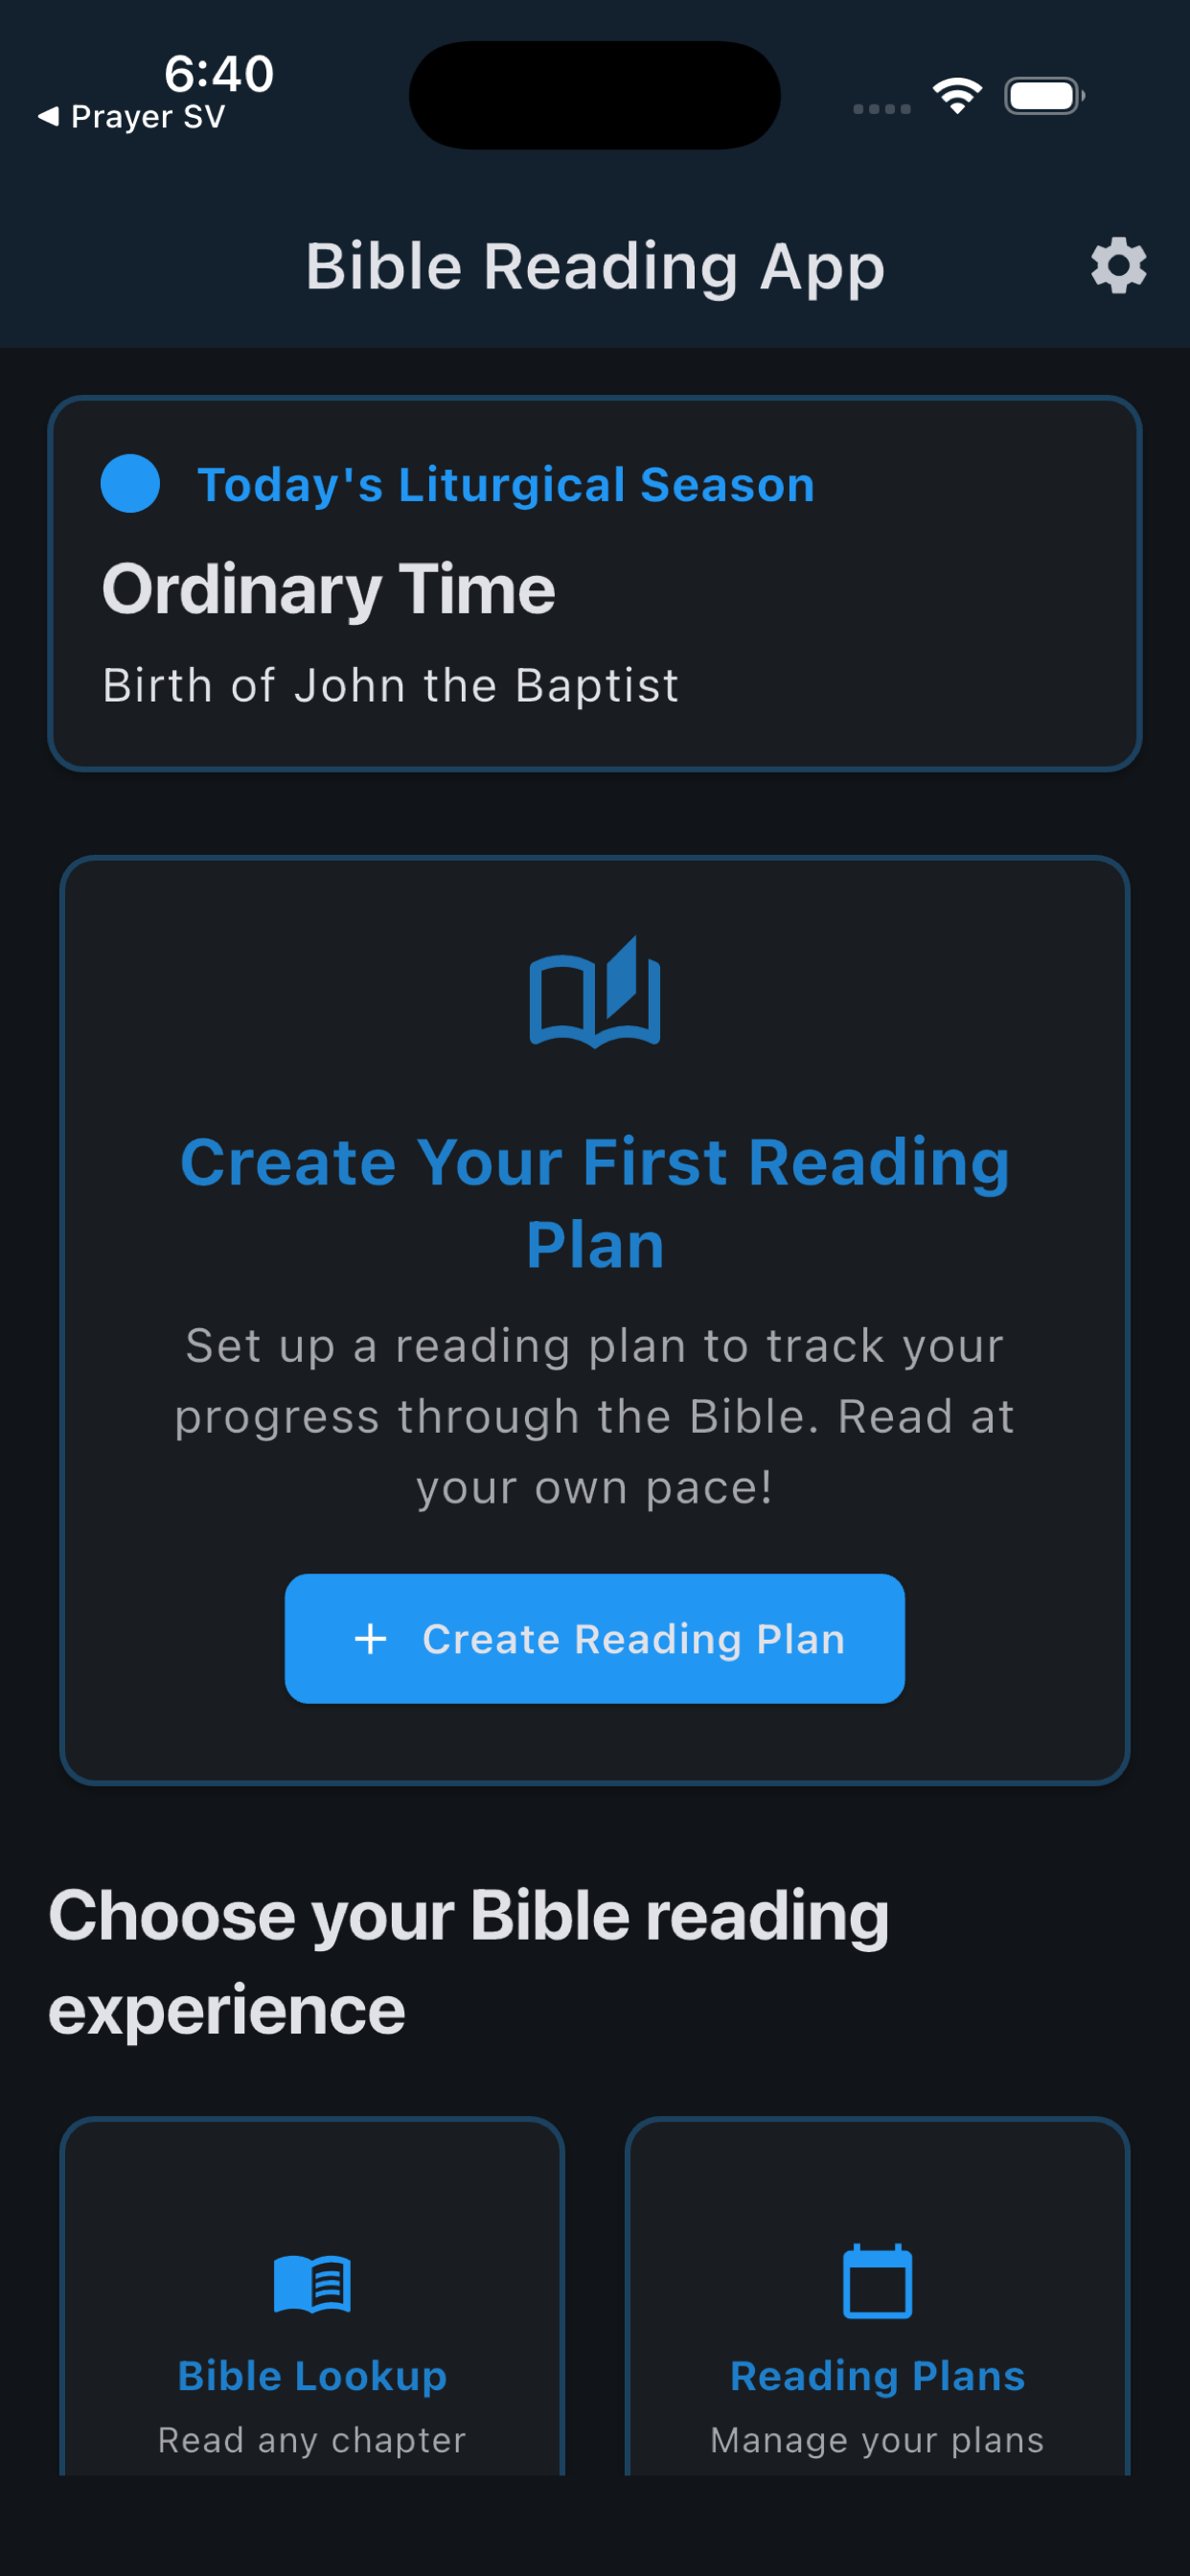 6:40
◀ Prayer SV
Bible Reading App
Today's Liturgical Season
Ordinary Time
Birth of John the Baptist
Create Your First Reading
Plan
Set up a reading plan to track your
progress through the Bible. Read at
your own pace!
+ Create Reading Plan
Choose your Bible reading
experience
Bible Lookup
Read any chapter
Reading Plans
Manage your plans